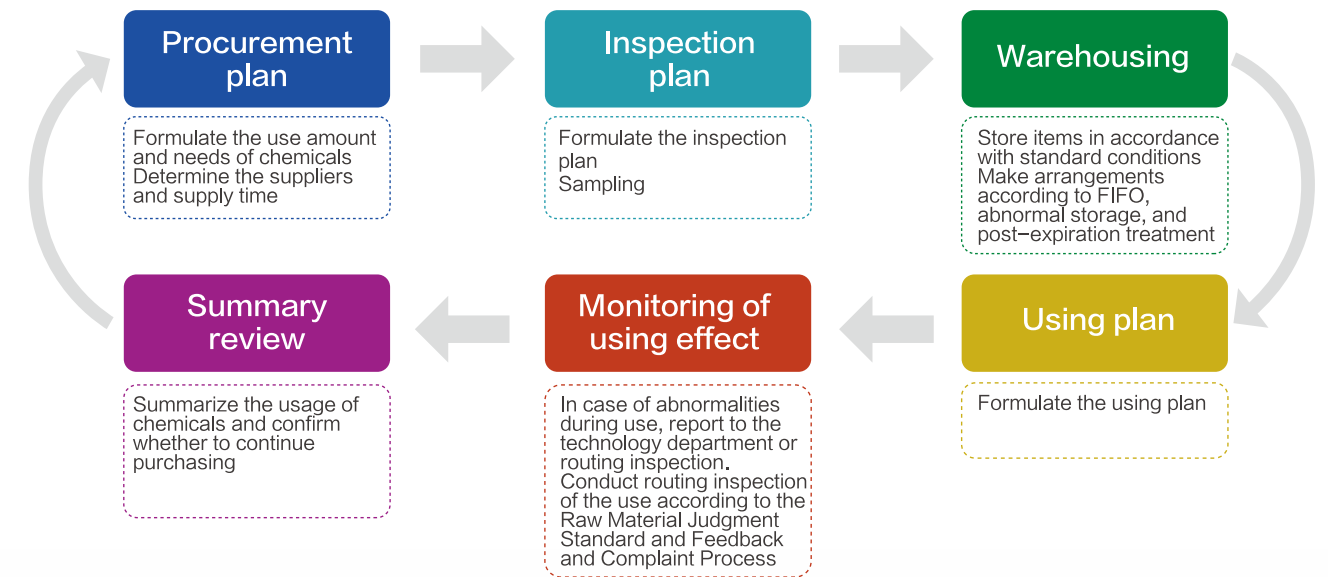 Procurement
plan
Formulate the use amount
and needs of chemicals
Determine the suppliers
and supply time
Inspection
plan
Formulate the inspection
plan
Sampling
Warehousing
Store items in accordance
with standard conditions
Make arrangements
according to FIFO,
abnormal storage, and
post-expiration treatment
Using plan
Formulate the using plan
Monitoring of
using effect
In case of abnormalities
during use, report to the
technology department or
routing inspection.
Conduct routing inspection
of the use according to the
Raw Material Judgment
Standard and Feedback
and Complaint Process
Summary
review
Summarize the usage of
chemicals and confirm
whether to continue
purchasing